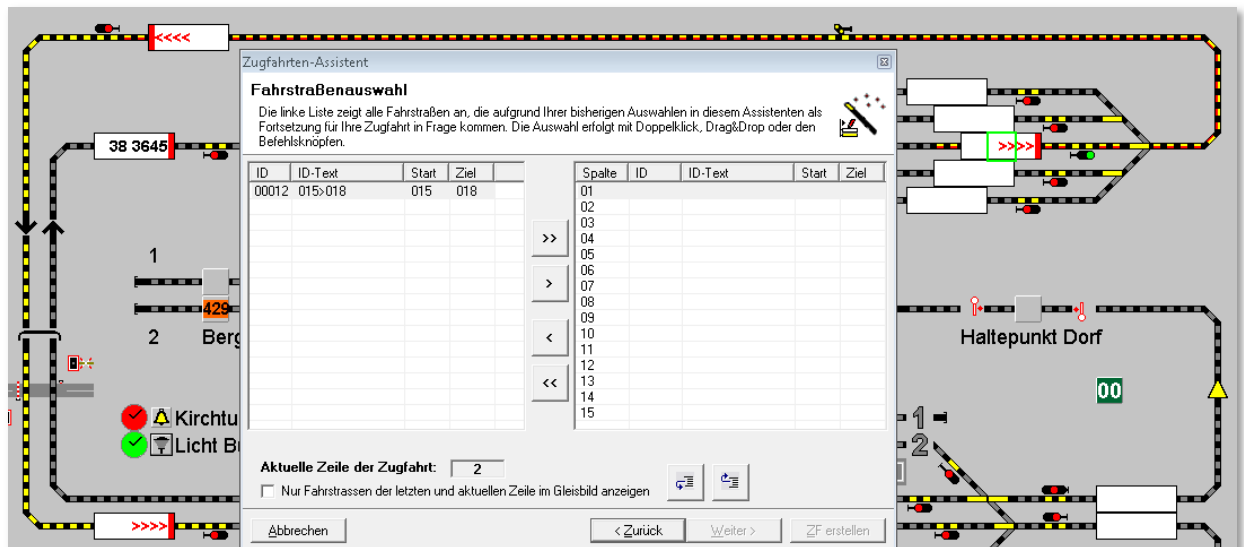 <<<<
Zugfahrten-Assistent
Fahrstraßenauswahl
Die linke Liste zeigt alle Fahrstraßen an, die aufgrund Ihrer bisherigen Auswahlen in diesem Assistenten als
Fortsetzung für Ihre Zugfahrt in Frage kommen. Die Auswahl erfolgt mit Doppelklick, Drag&Drop oder den
Befehlsknöpfen.
38 3645
>>>>
ID ID-Text Start Ziel
00012 015>018 015 018
Spalte ID ID-Text Start Ziel
01
02
03
04
05
06
07
08
09
10
11
12
13
14
15
>>
>
<
<<
1
429
2 Berg
Haltepunkt Dorf
00
Kirchtu
Licht B
1
2
Aktuelle Zeile der Zugfahrt: 2
Nur Fahrstrassen der letzten und aktuellen Zeile im Gleisbild anzeigen
>>>>
Abbrechen
< Zurück
Weiter >
ZF erstellen